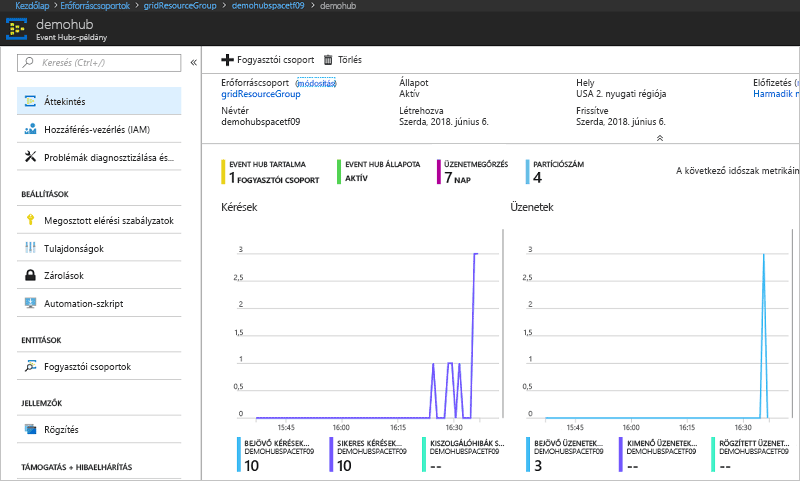 Kezdőlap > Erőforráscsoportok > gridResourceGroup > demohubspacetf09 > demohub
demohub
Event Hubs-példány
Keresés (Ctrl+/)
«
Áttekintés
Hozzáférés-vezérlés (IAM)
Problémák diagnosztizálása és...
BEÁLLÍTÁSOK
Megosztott elérési szabályzatok
Tulajdonságok
Zárolások
Automation-szkript
ENTITÁSOK
Fogyasztói csoportok
JELLEMZŐK
Rögzítés
TÁMOGATÁS + HIBAELHÁRÍTÁS
Fogyasztói csoport
Törlés
Erőforráscsoport (módosítás)
gridResourceGroup
Névtér
demohubspacetf09
Állapot
Aktív
Létrehozva
Szerda, 2018. június 6.
Hely
USA 2. nyugati régiója
Frissítve
Szerda, 2018. június 6.
Előfizetés
Harmadik
EVENT HUB TARTALMA
1 FOGYASZTÓI CSOPORT
EVENT HUB ÁLLAPOTA
AKTÍV
ÜZENETMEGŐRZÉS
7 NAP
PARTÍCIÓSZÁM
4
A következő időszak metrikáin
Kérések
3
2,5
2
1,5
1
0,5
0
15:45 16:00 16:15 16:30
BEJÖVŐ KÉRÉSEK...
DEMOHUBSPACETF09
10
SIKERES KÉRÉSEK...
DEMOHUBSPACETF09
10
KISZOLGÁLÓHIBÁK S...
DEMOHUBSPACETF09
--
Üzenetek
3
2,5
2
1,5
1
0,5
0
15:45 16:00 16:15 16:30
BEJÖVŐ ÜZENETEK...
DEMOHUBSPACETF09
3
KIMENŐ ÜZENETEK...
DEMOHUBSPACETF09
--
RÖGZÍTETT ÜZENET...
DEMOHUBSPACETF09
--